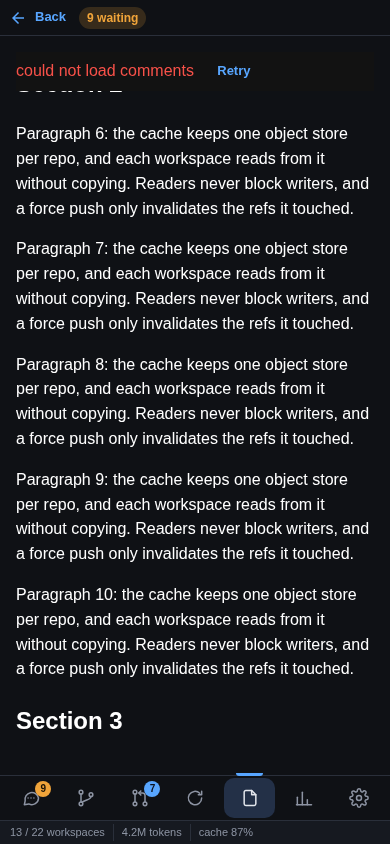 Back
9 waiting
could not load comments Retry
Paragraph 6: the cache keeps one object store
per repo, and each workspace reads from it
without copying. Readers never block writers, and
a force push only invalidates the refs it touched.
Paragraph 7: the cache keeps one object store
per repo, and each workspace reads from it
without copying. Readers never block writers, and
a force push only invalidates the refs it touched.
Paragraph 8: the cache keeps one object store
per repo, and each workspace reads from it
without copying. Readers never block writers, and
a force push only invalidates the refs it touched.
Paragraph 9: the cache keeps one object store
per repo, and each workspace reads from it
without copying. Readers never block writers, and
a force push only invalidates the refs it touched.
Paragraph 10: the cache keeps one object store
per repo, and each workspace reads from it
without copying. Readers never block writers, and
a force push only invalidates the refs it touched.
Section 3
9
7
13 / 22 workspaces
4.2M tokens
cache 87%